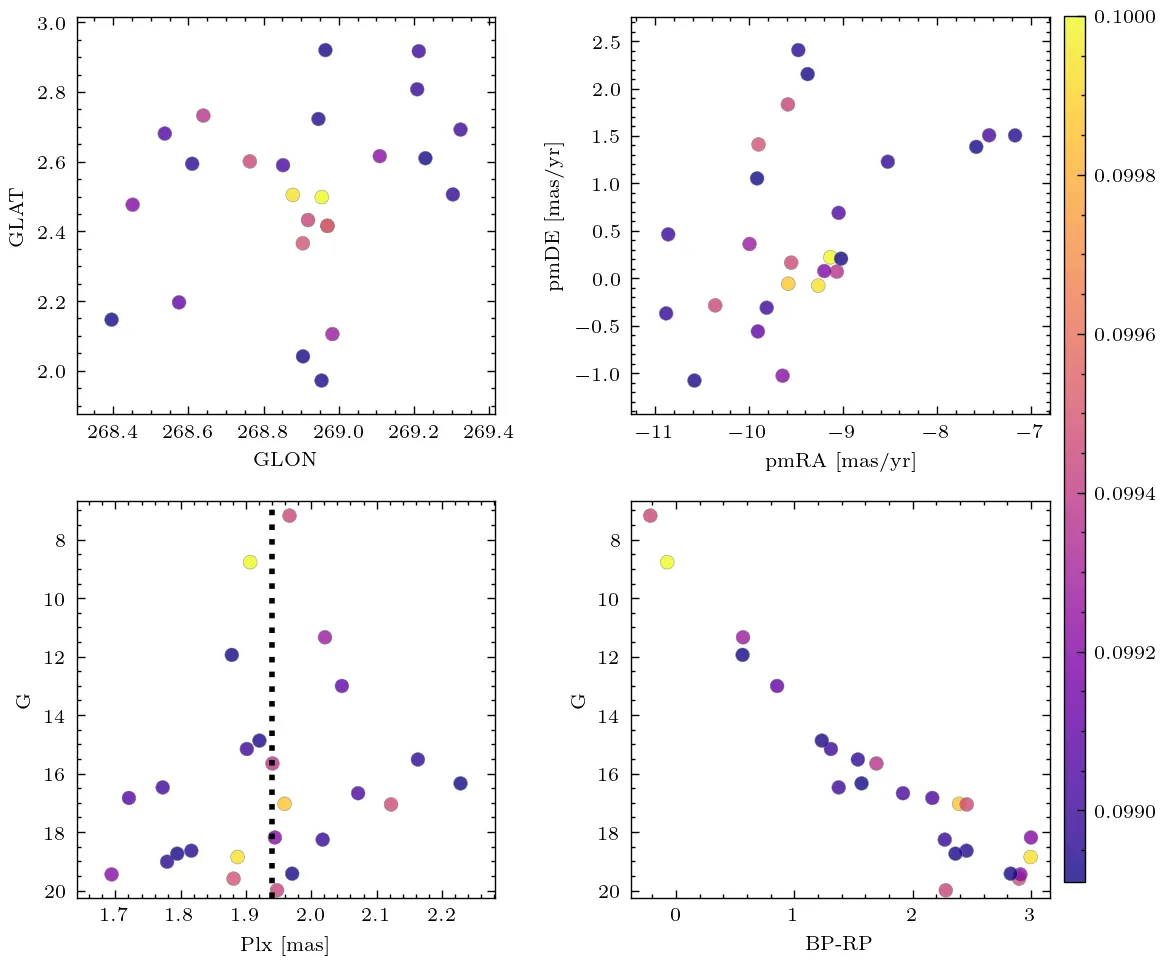 3.0
2.8
2.6
2.4
2.2
2.0
GLAT
268.4 268.6 268.8 269.0 269.2 269.4
GLON
2.5
2.0
1.5
1.0
0.5
0.0
−0.5
−1.0
pmDE [mas/yr]
−11 −10 −9 −8 −7
pmRA [mas/yr]
8
10
12
14
16
18
20
G
1.7 1.8 1.9 2.0 2.1 2.2
Plx [mas]
8
10
12
14
16
18
20
G
0 1 2 3
BP-RP
0.1000
0.0998
0.0996
0.0994
0.0992
0.0990